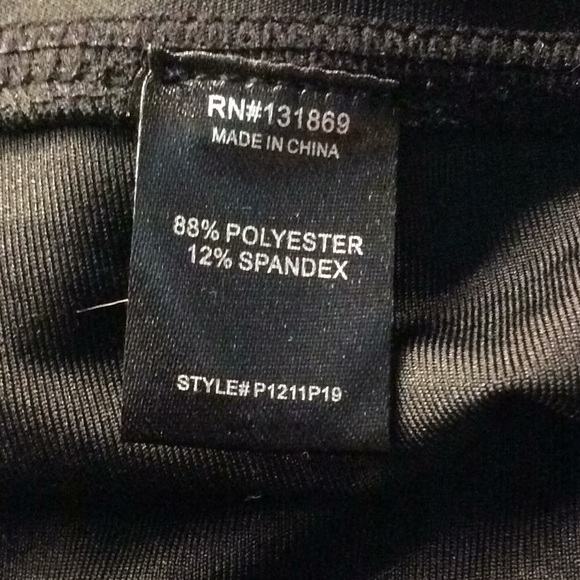 RN#131869
MADE IN CHINA
88% POLYESTER
12% SPANDEX
STYLE# P1211P19